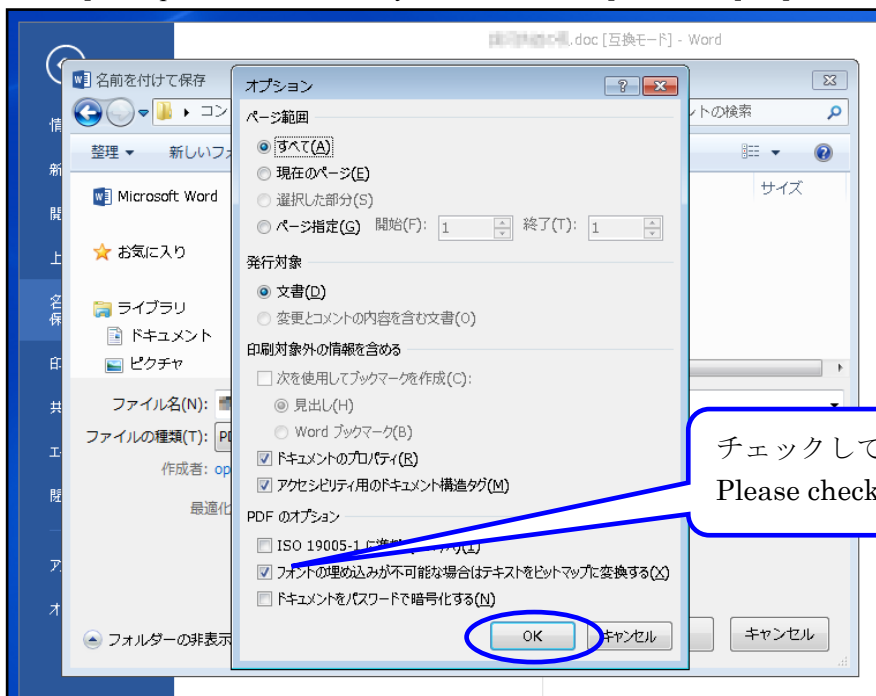 .doc [互換モード] - Word
名前を付けて保存
コン
トの検索
整理 新しいフォ
Microsoft Word
サイズ
お気に入り
ライブラリ
ドキュメント
ピクチャ
ファイル名(N):
ファイルの種類(T):
作成者: op
最適化
フォルダーの非表示
キャンセル
情
新
開
上
名
保
印
共
エ
閉
ア
オ
オプション
ページ範囲
すべて(A)
現在のページ(E)
選択した部分(S)
ページ指定(G) 開始(F): 1 終了(T): 1
発行対象
文書(D)
変更とコメントの内容を含む文書(O)
印刷対象外の情報を含める
次を使用してブックマークを作成(C):
見出し(H)
Word ブックマーク(B)
ドキュメントのプロパティ(R)
アクセシビリティ用のドキュメント構造タグ(M)
PDF のオプション
ISO 19005-1
フォントの埋め込みが不可能な場合はテキストをビットマップに変換する(X)
ドキュメントをパスワードで暗号化する(N)
OK キャンセル
チェックして
Please check